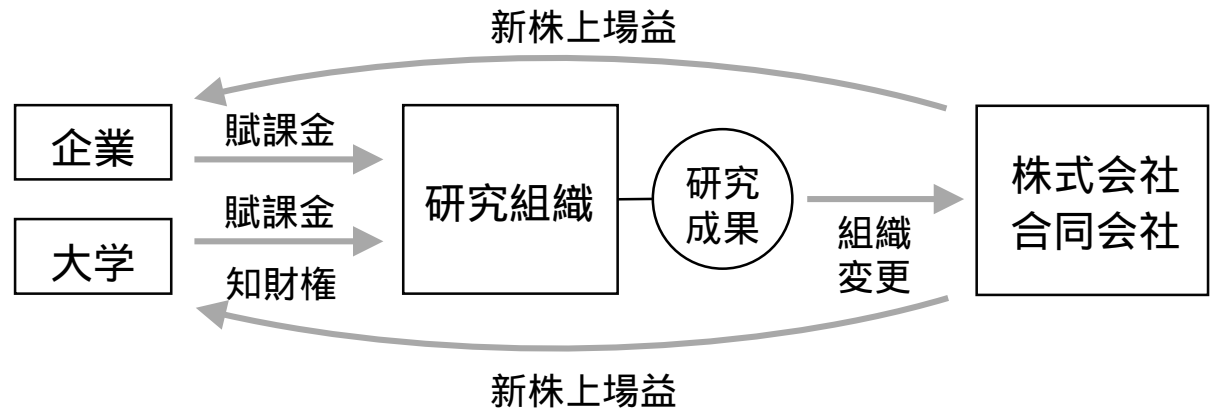 新株上場益
企業
賦課金
大学
賦課金
知財権
研究組織
研究
成果
組織
変更
株式会社
合同会社
新株上場益